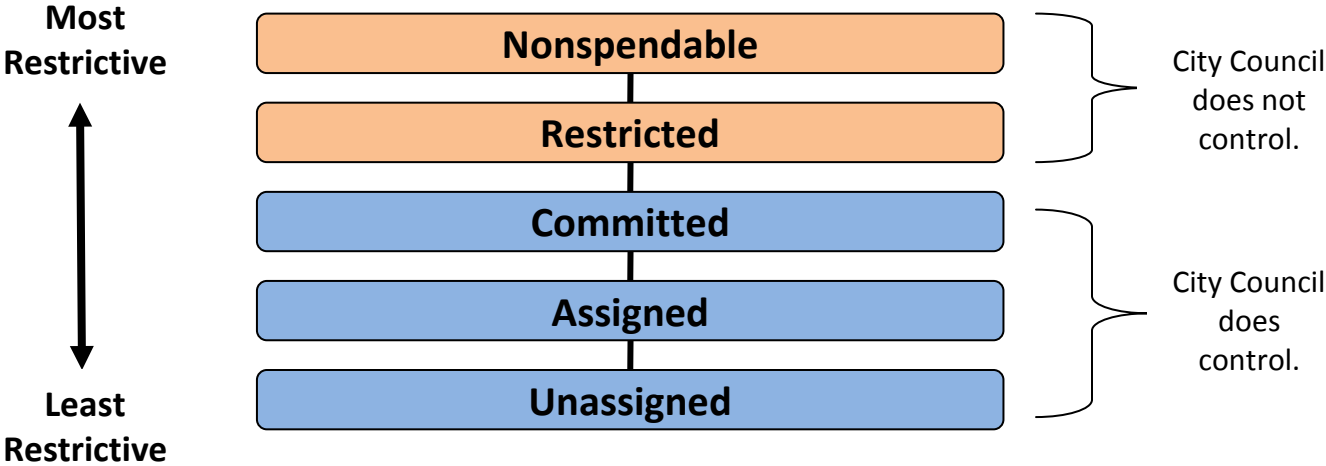 Most
Restrictive
Nonspendable
City Council
does not
control.
Restricted
Committed
Assigned
City Council
does
control.
Unassigned
Least
Restrictive